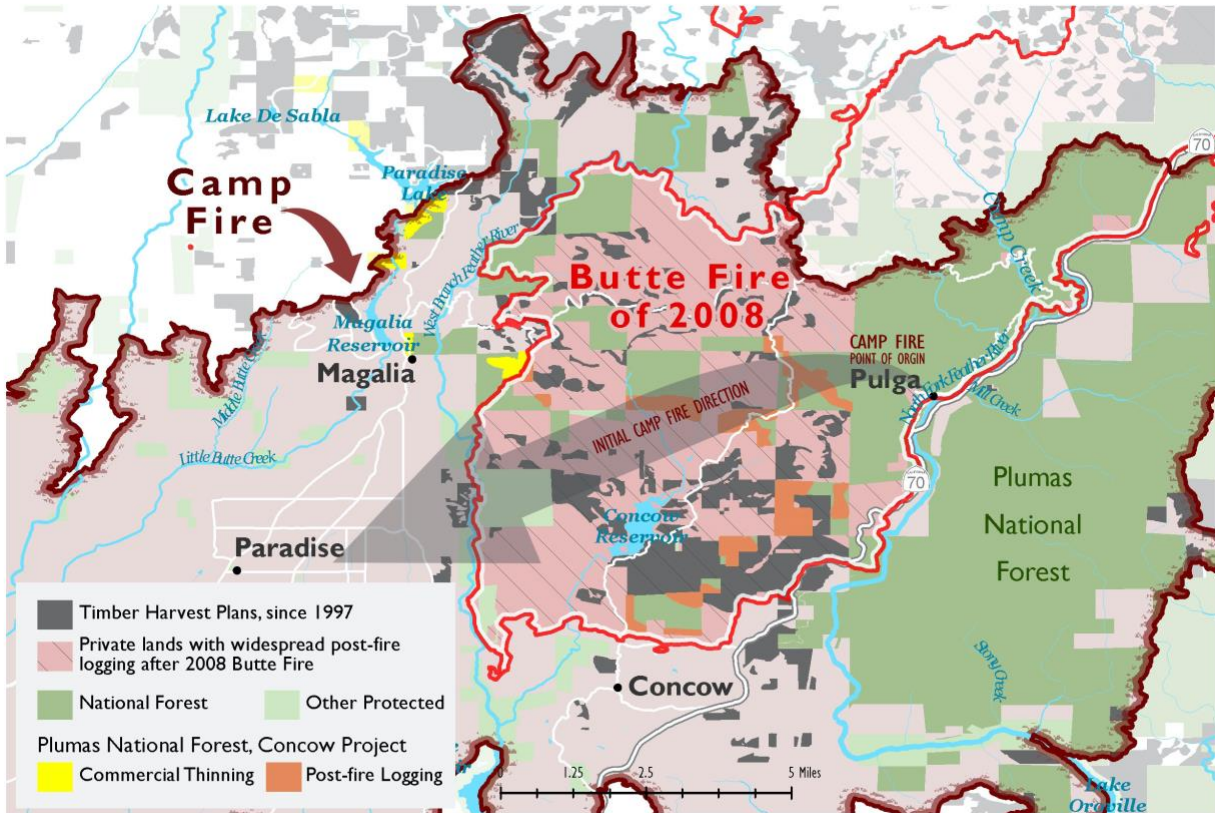 70
Lake De Sabla
Camp
Fire
Paradise
Lake
Camp Creek
West Branch Feather River
Butte Fire
of 2008
Magalia
Reservoir
Magalia
CAMP FIRE
POINT OF ORGIN
Pulga
North Fork Feather River
Mill Creek
Middle Butte Creek
INITIAL CAMP FIRE DIRECTION
Little Butte Creek
70
Plumas
National
Forest
Concow
Reservoir
Paradise
Stony Creek
Concow
Timber Harvest Plans, since 1997
Private lands with widespread post-fire
logging after 2008 Butte Fire
National Forest
Other Protected
Plumas National Forest, Concow Project
Commercial Thinning
Post-fire Logging
0 1.25 2.5 5 Miles
Lake
Oroville